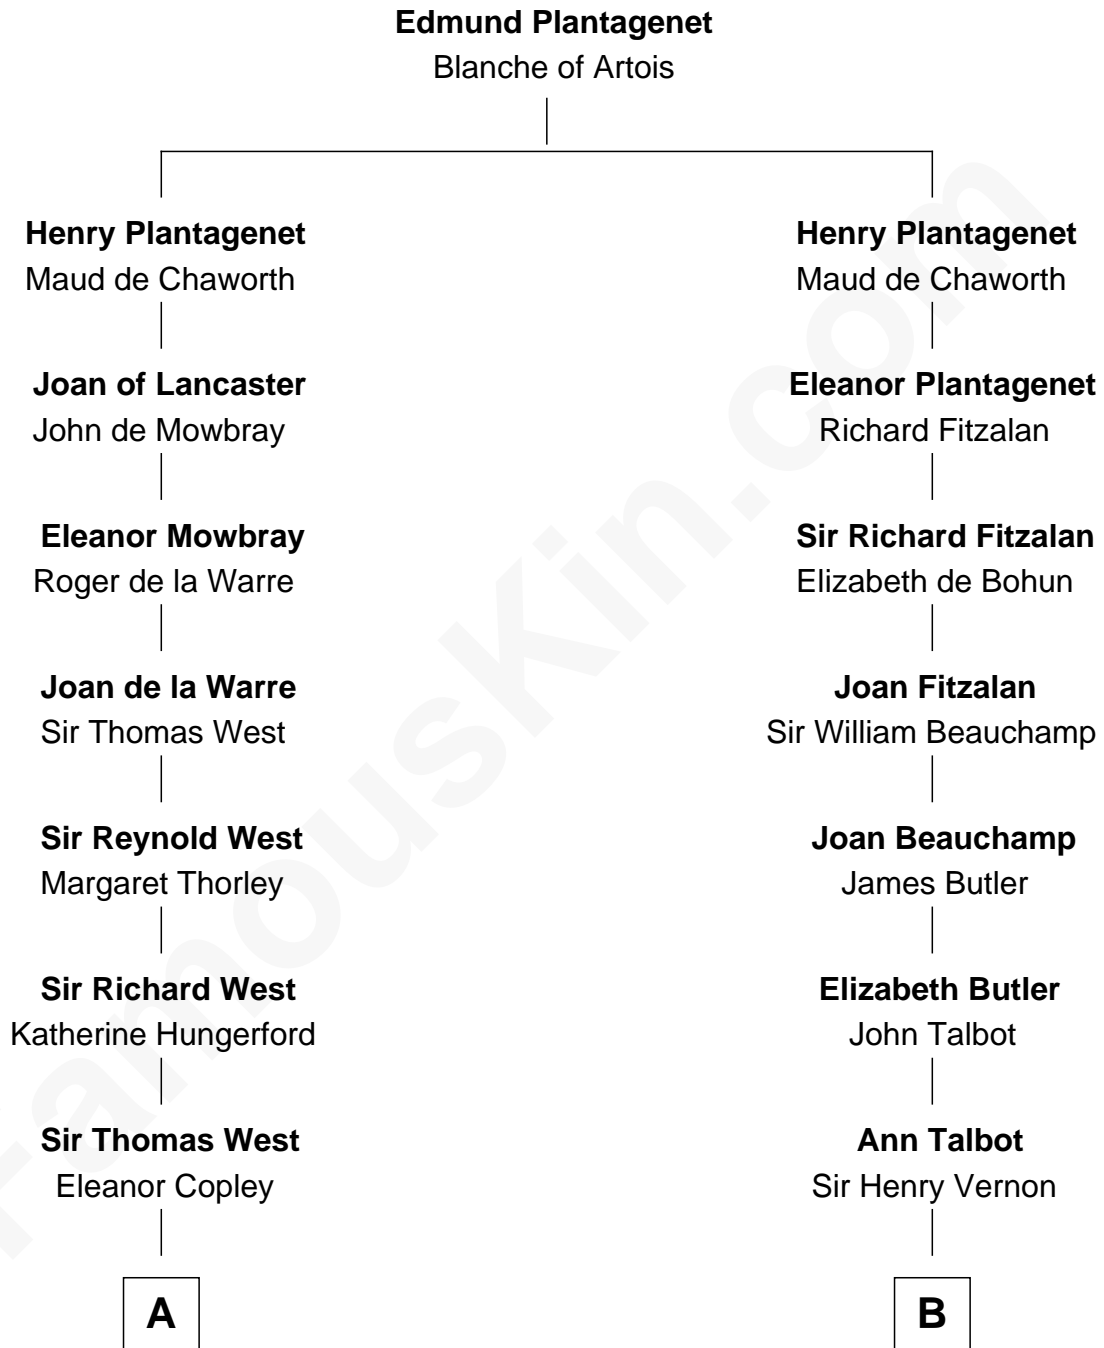 Edmund Plantagenet
Blanche of Artois
Henry Plantagenet
Maud de Chaworth
Joan of Lancaster
John de Mowbray
Eleanor Mowbray
Roger de la Warre
Joan de la Warre
Sir Thomas West
Sir Reynold West
Margaret Thorley
Sir Richard West
Katherine Hungerford
Sir Thomas West
Eleanor Copley
A
Henry Plantagenet
Maud de Chaworth
Eleanor Plantagenet
Richard Fitzalan
Sir Richard Fitzalan
Elizabeth de Bohun
Joan Fitzalan
Sir William Beauchamp
Joan Beauchamp
James Butler
Elizabeth Butler
John Talbot
Ann Talbot
Sir Henry Vernon
B
FamousKin.com